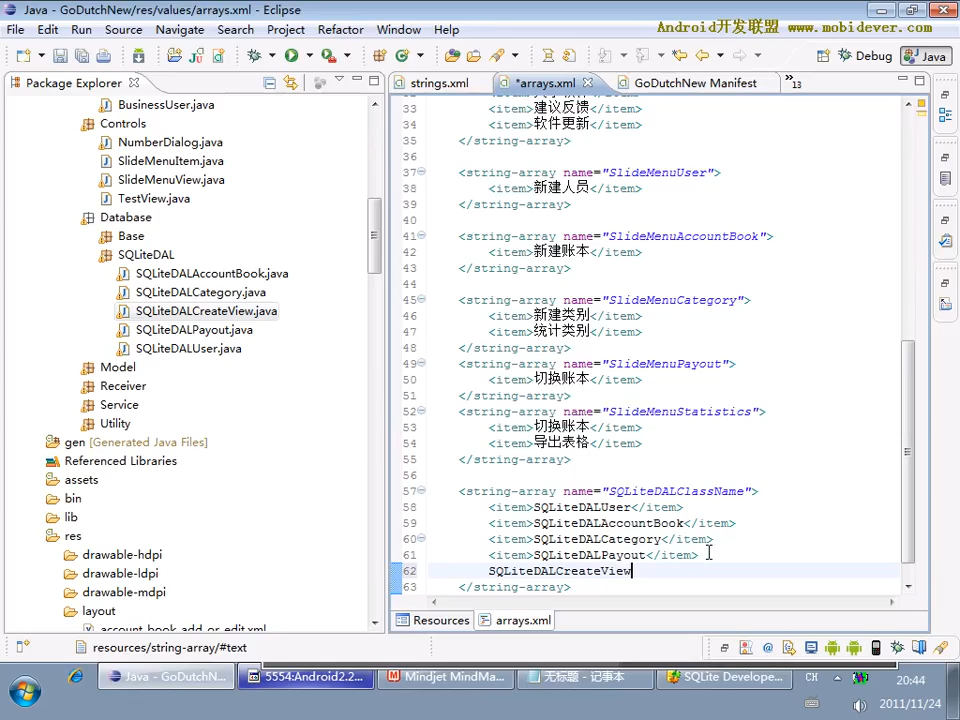 Java - GoDutchNew/res/values/arrays.xml - Eclipse
File Edit Source Navigate Search Project Refactor Window Help
Android开发联盟 www.mobidever.com
Debug Java
Package Explorer
strings.xml *arrays.xml GoDutchNew Manifest »13
BusinessUser.java
Controls
NumberDialog.java
SlideMenuItem.java
SlideMenuView.java
TestView.java
Database
Base
SQLiteDAL
SQLiteDALAccountBook.java
SQLiteDALCategory.java
SQLiteDALCreateView.java
SQLiteDALPayout.java
SQLiteDALUser.java
Model
Receiver
Service
Utility
gen [Generated Java Files]
Referenced Libraries
assets
bin
lib
res
drawable-hdpi
drawable-ldpi
drawable-mdpi
layout
account_book_add_or_edit.xml
33 <item>建议反馈</item>
34 <item>软件更新</item>
35 </string-array>
36
37 <string-array name="SlideMenuUser">
38 <item>新建人员</item>
39 </string-array>
40
41 <string-array name="SlideMenuAccountBook">
42 <item>新建账本</item>
43 </string-array>
44
45 <string-array name="SlideMenuCategory">
46 <item>新建类别</item>
47 <item>统计类别</item>
48 </string-array>
49 <string-array name="SlideMenuPayout">
50 <item>切换账本</item>
51 </string-array>
52 <string-array name="SlideMenuStatistics">
53 <item>切换账本</item>
54 <item>导出表格</item>
55 </string-array>
56
57 <string-array name="SQLiteDALClassName">
58 <item>SQLiteDALUser</item>
59 <item>SQLiteDALAccountBook</item>
60 <item>SQLiteDALCategory</item>
61 <item>SQLiteDALPayout</item>
62 SQLiteDALCreateView
63 </string-array>
Resources arrays.xml
resources/string-array/#text
Java - GoDutchN... 5554:Android2.2... Mindjet MindMa... 无标题 - 记事本 SQLite Develope... CH 20:44
2011/11/24